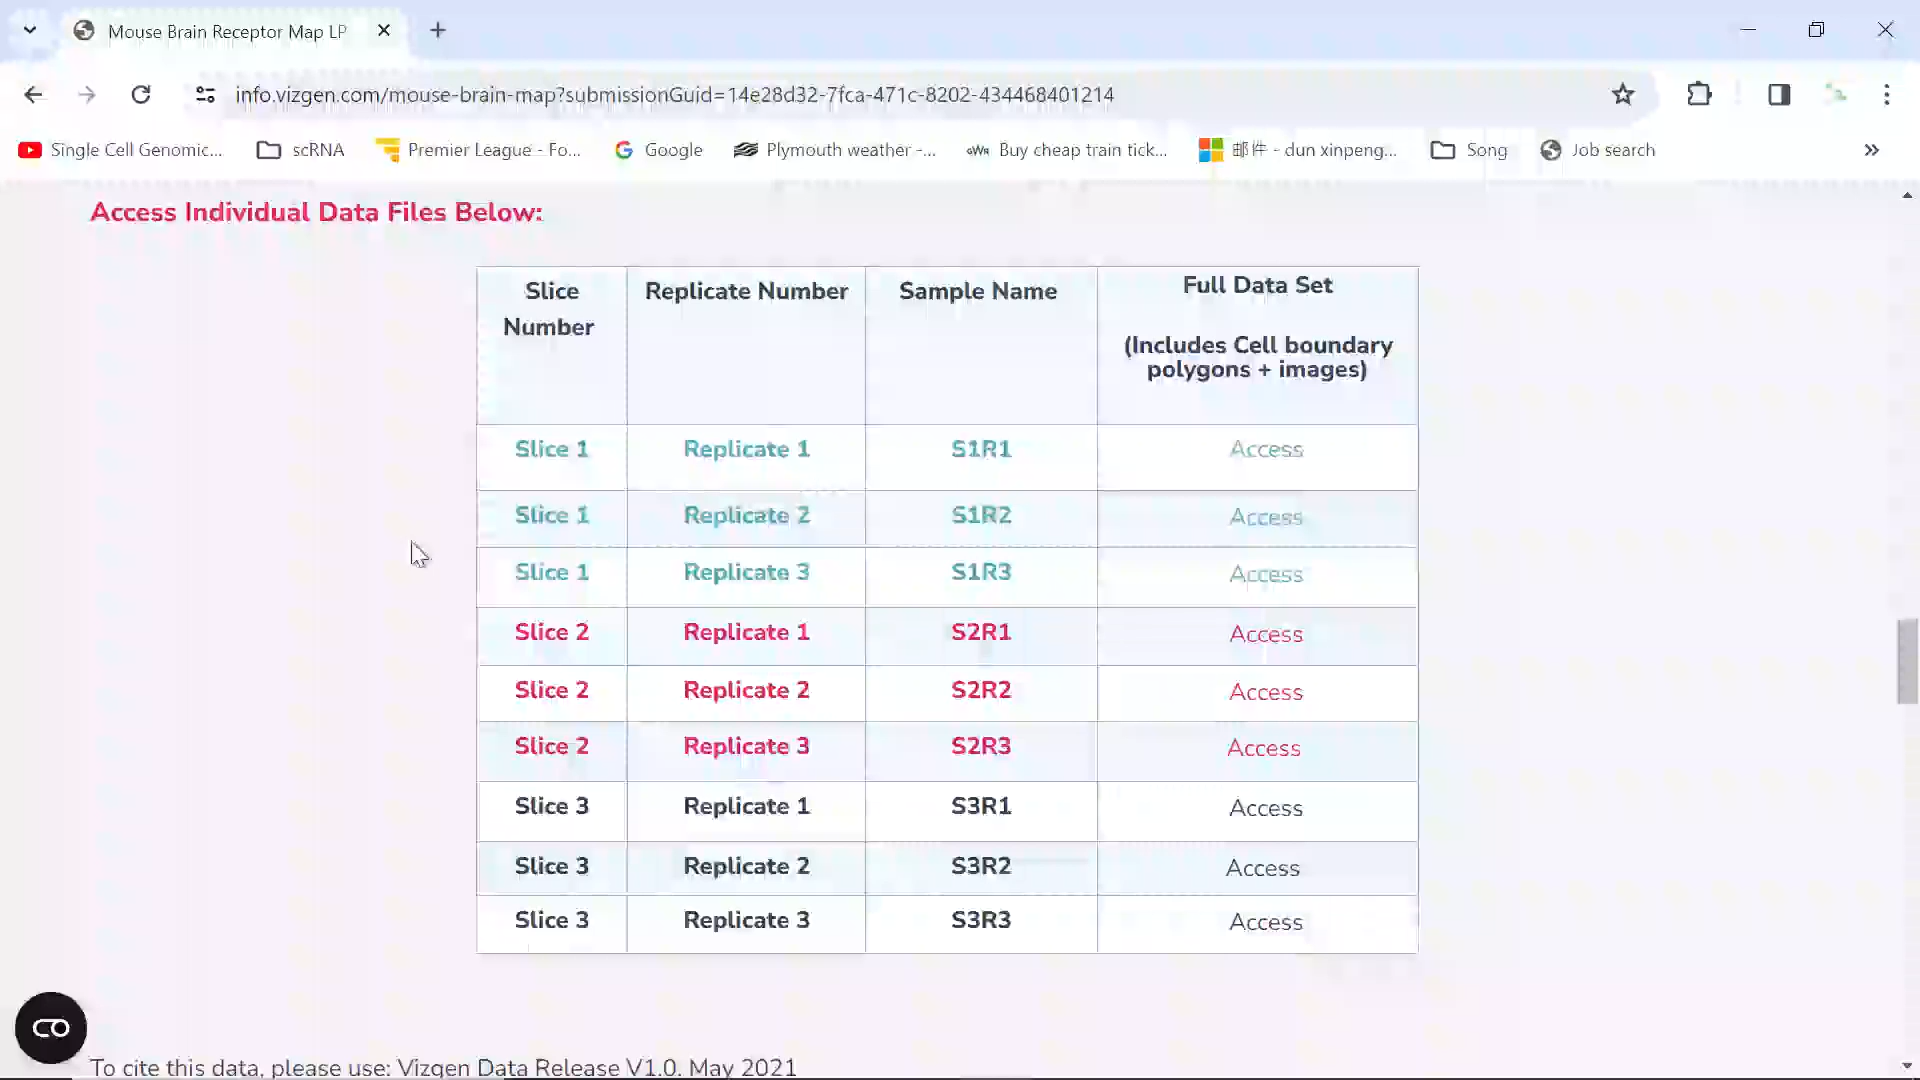 Mouse Brain Receptor Map LP
info.vizgen.com/mouse-brain-map?submissionGuid=14e28d32-7fca-471c-8202-434468401214
Single Cell Genomic... scRNA Premier League - Fo... Google Plymouth weather -... GWR Buy cheap train tick... 邮件 - dun xinpeng... Song Job search
Access Individual Data Files Below:
Slice Number Replicate Number Sample Name Full Data Set
(Includes Cell boundary
polygons + images)
Slice 1 Replicate 1 S1R1 Access
Slice 1 Replicate 2 S1R2 Access
Slice 1 Replicate 3 S1R3 Access
Slice 2 Replicate 1 S2R1 Access
Slice 2 Replicate 2 S2R2 Access
Slice 2 Replicate 3 S2R3 Access
Slice 3 Replicate 1 S3R1 Access
Slice 3 Replicate 2 S3R2 Access
Slice 3 Replicate 3 S3R3 Access
To cite this data, please use: Vizgen Data Release V1.0. May 2021